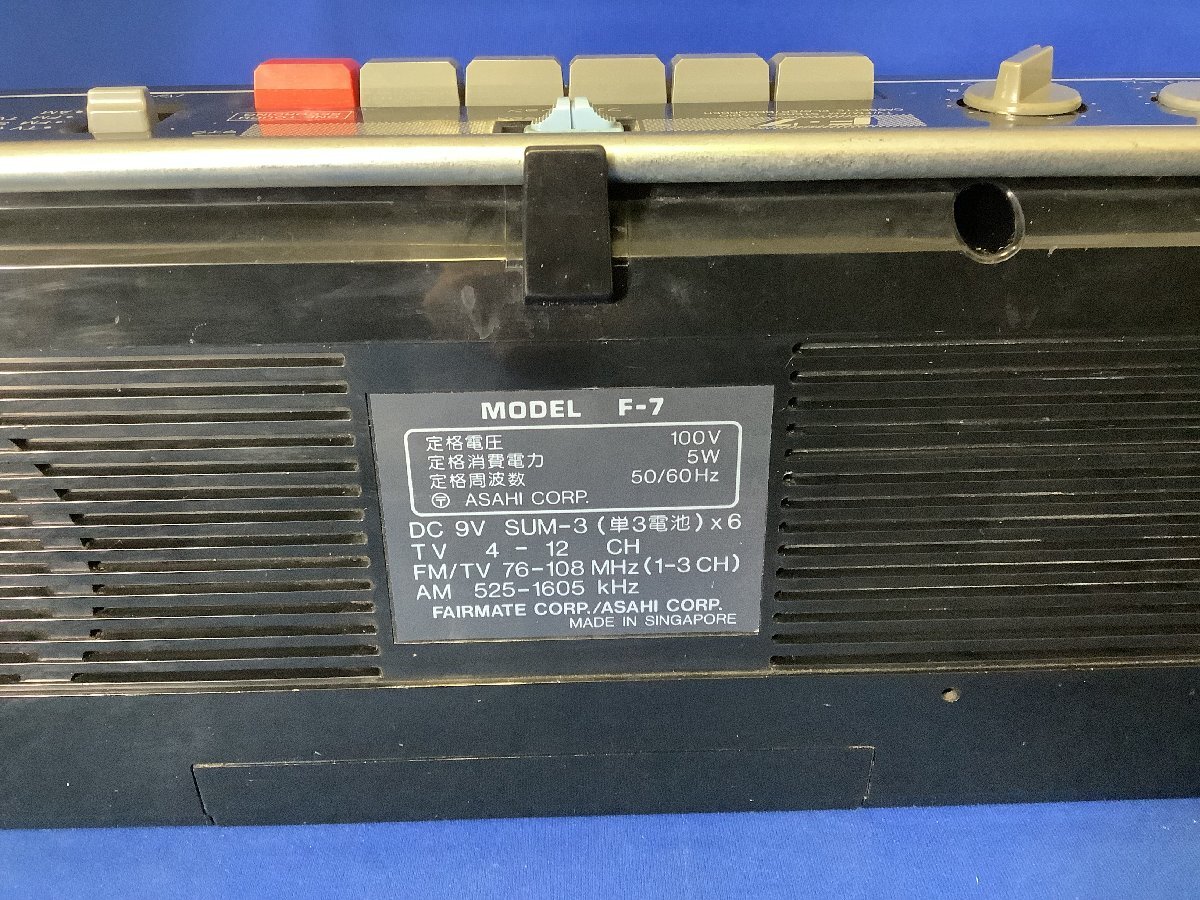 MODEL F-7
定格電圧 100V
定格消費電力 5W
定格周波数 50/60Hz
〶 ASAHI CORP.
DC 9V SUM-3 (単3電池) x 6
TV 4 - 12 CH
FM/TV 76-108 MHz (1-3 CH)
AM 525-1605 kHz
FAIRMATE CORP./ASAHI CORP.
MADE IN SINGAPORE